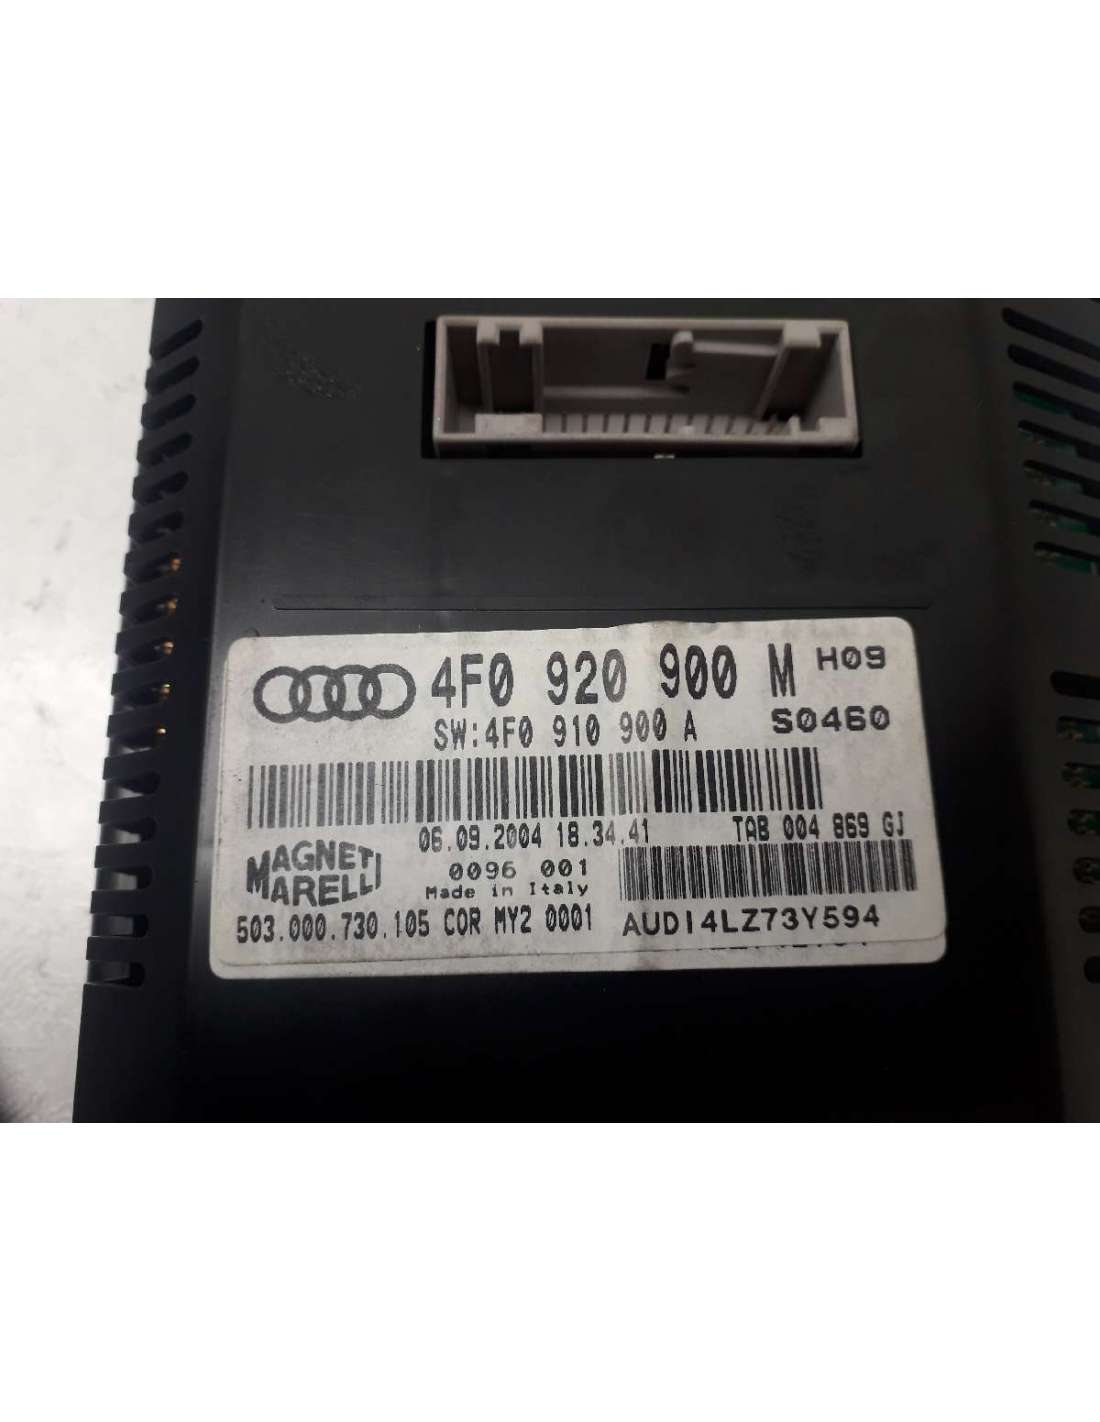 4F0 920 900 M H09
SW:4F0 910 900 A S0460
06.09.2004 18.34.41 TAB 004 869 GJ
MAGNETI
MARELLI
0096 001
Made in Italy
503.000.730.105 COR MY2 0001
AUDI4LZ73Y594